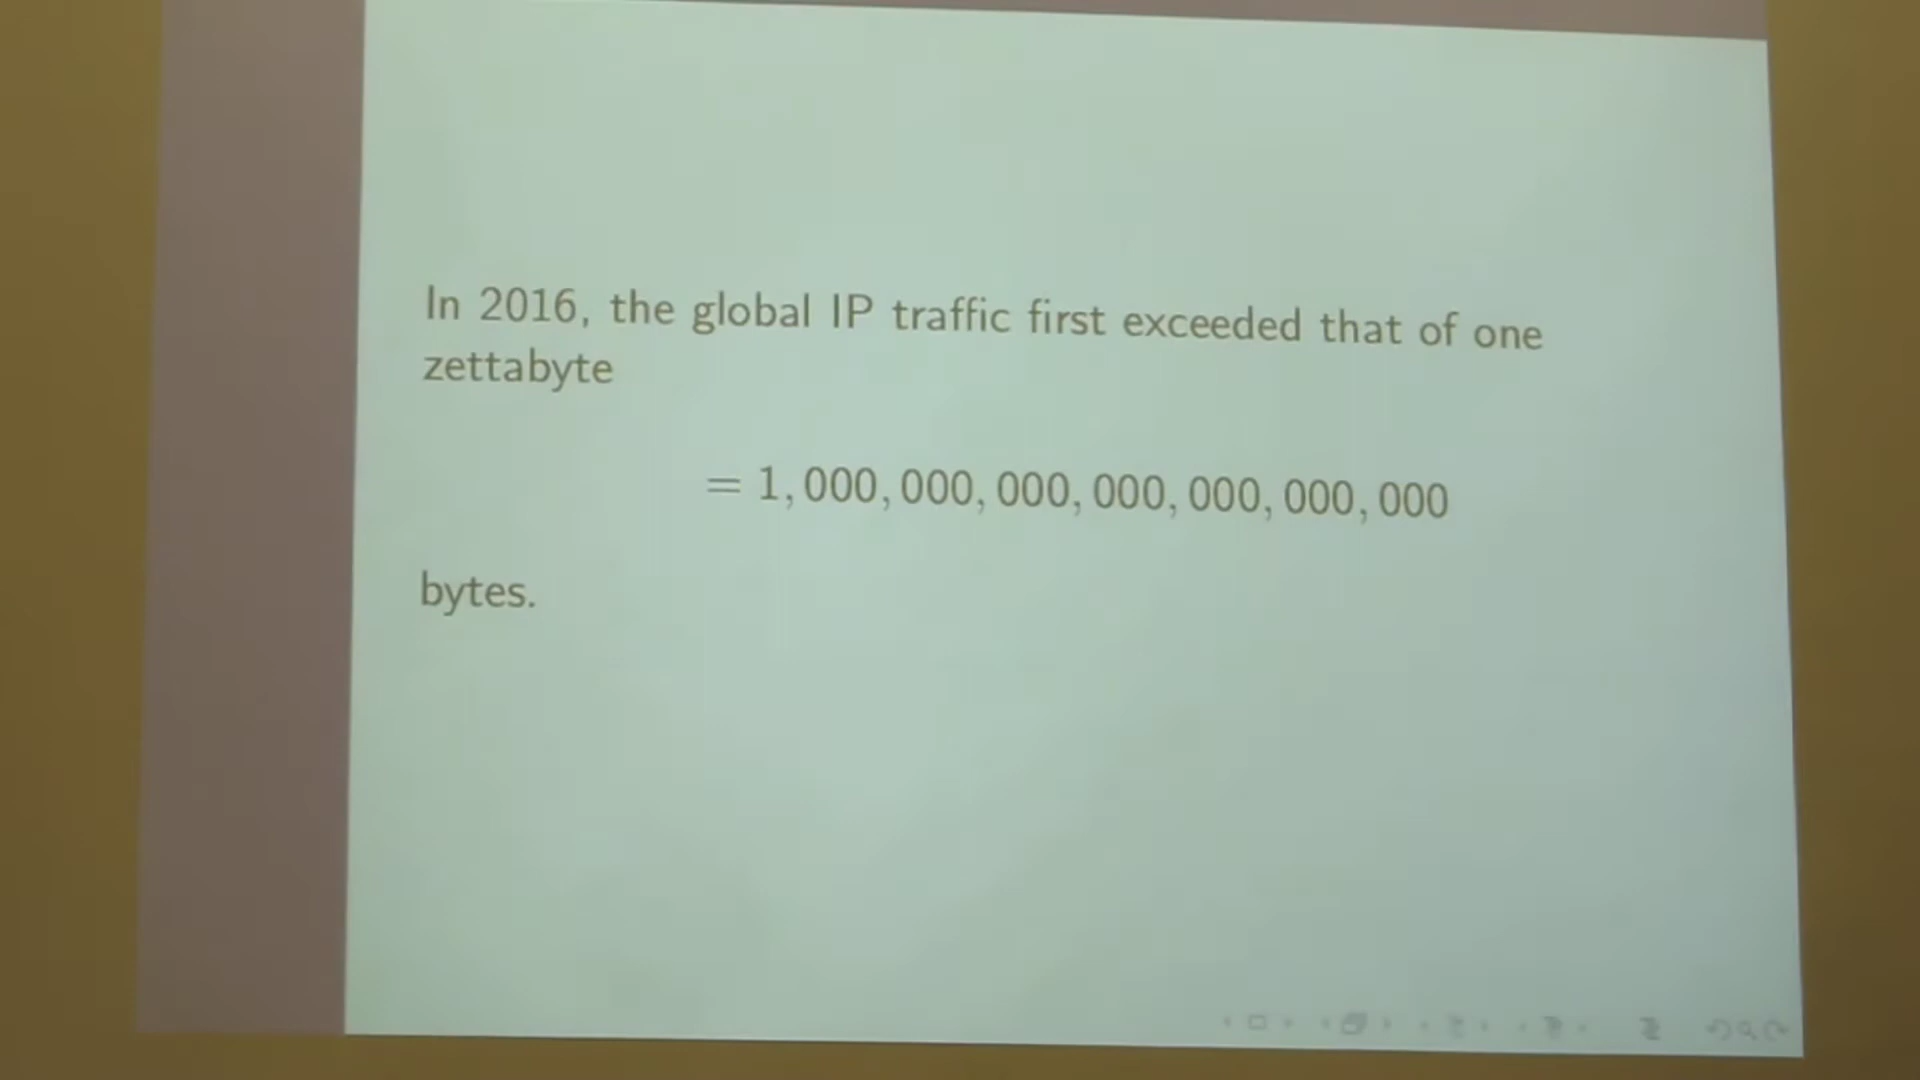 In 2016, the global IP traffic first exceeded that of one
zettabyte
= 1, 000, 000, 000, 000, 000, 000, 000
bytes.